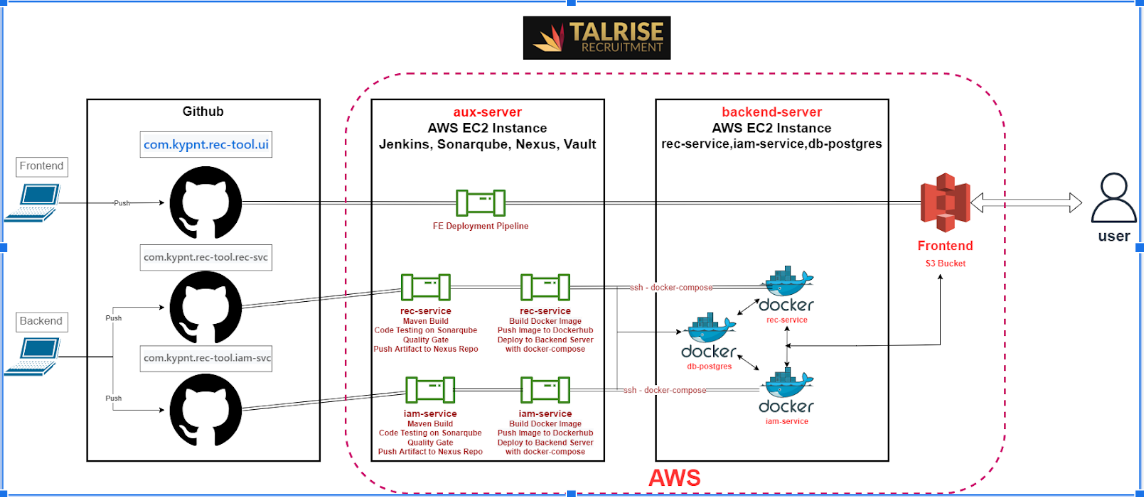 TALRISE
RECRUITMENT
Github
com.kypnt.rec-tool.ui
Frontend
Push
com.kypnt.rec-tool.rec-svc
Backend
Push
com.kypnt.rec-tool.iam-svc
Push
aux-server
AWS EC2 Instance
Jenkins, Sonarqube, Nexus, Vault
FE Deployment Pipeline
rec-service
Maven Build
Code Testing on Sonarqube
Quality Gate
Push Artifact to Nexus Repo
rec-service
Build Docker Image
Push Image to Dockerhub
Deploy to Backend Server
with docker-compose
iam-service
Maven Build
Code Testing on Sonarqube
Quality Gate
Push Artifact to Nexus Repo
iam-service
Build Docker Image
Push Image to Dockerhub
Deploy to Backend Server
with docker-compose
backend-server
AWS EC2 Instance
rec-service,iam-service,db-postgres
ssh - docker-compose
docker
rec-service
docker
db-postgres
ssh - docker-compose
docker
iam-service
Frontend
S3 Bucket
user
AWS